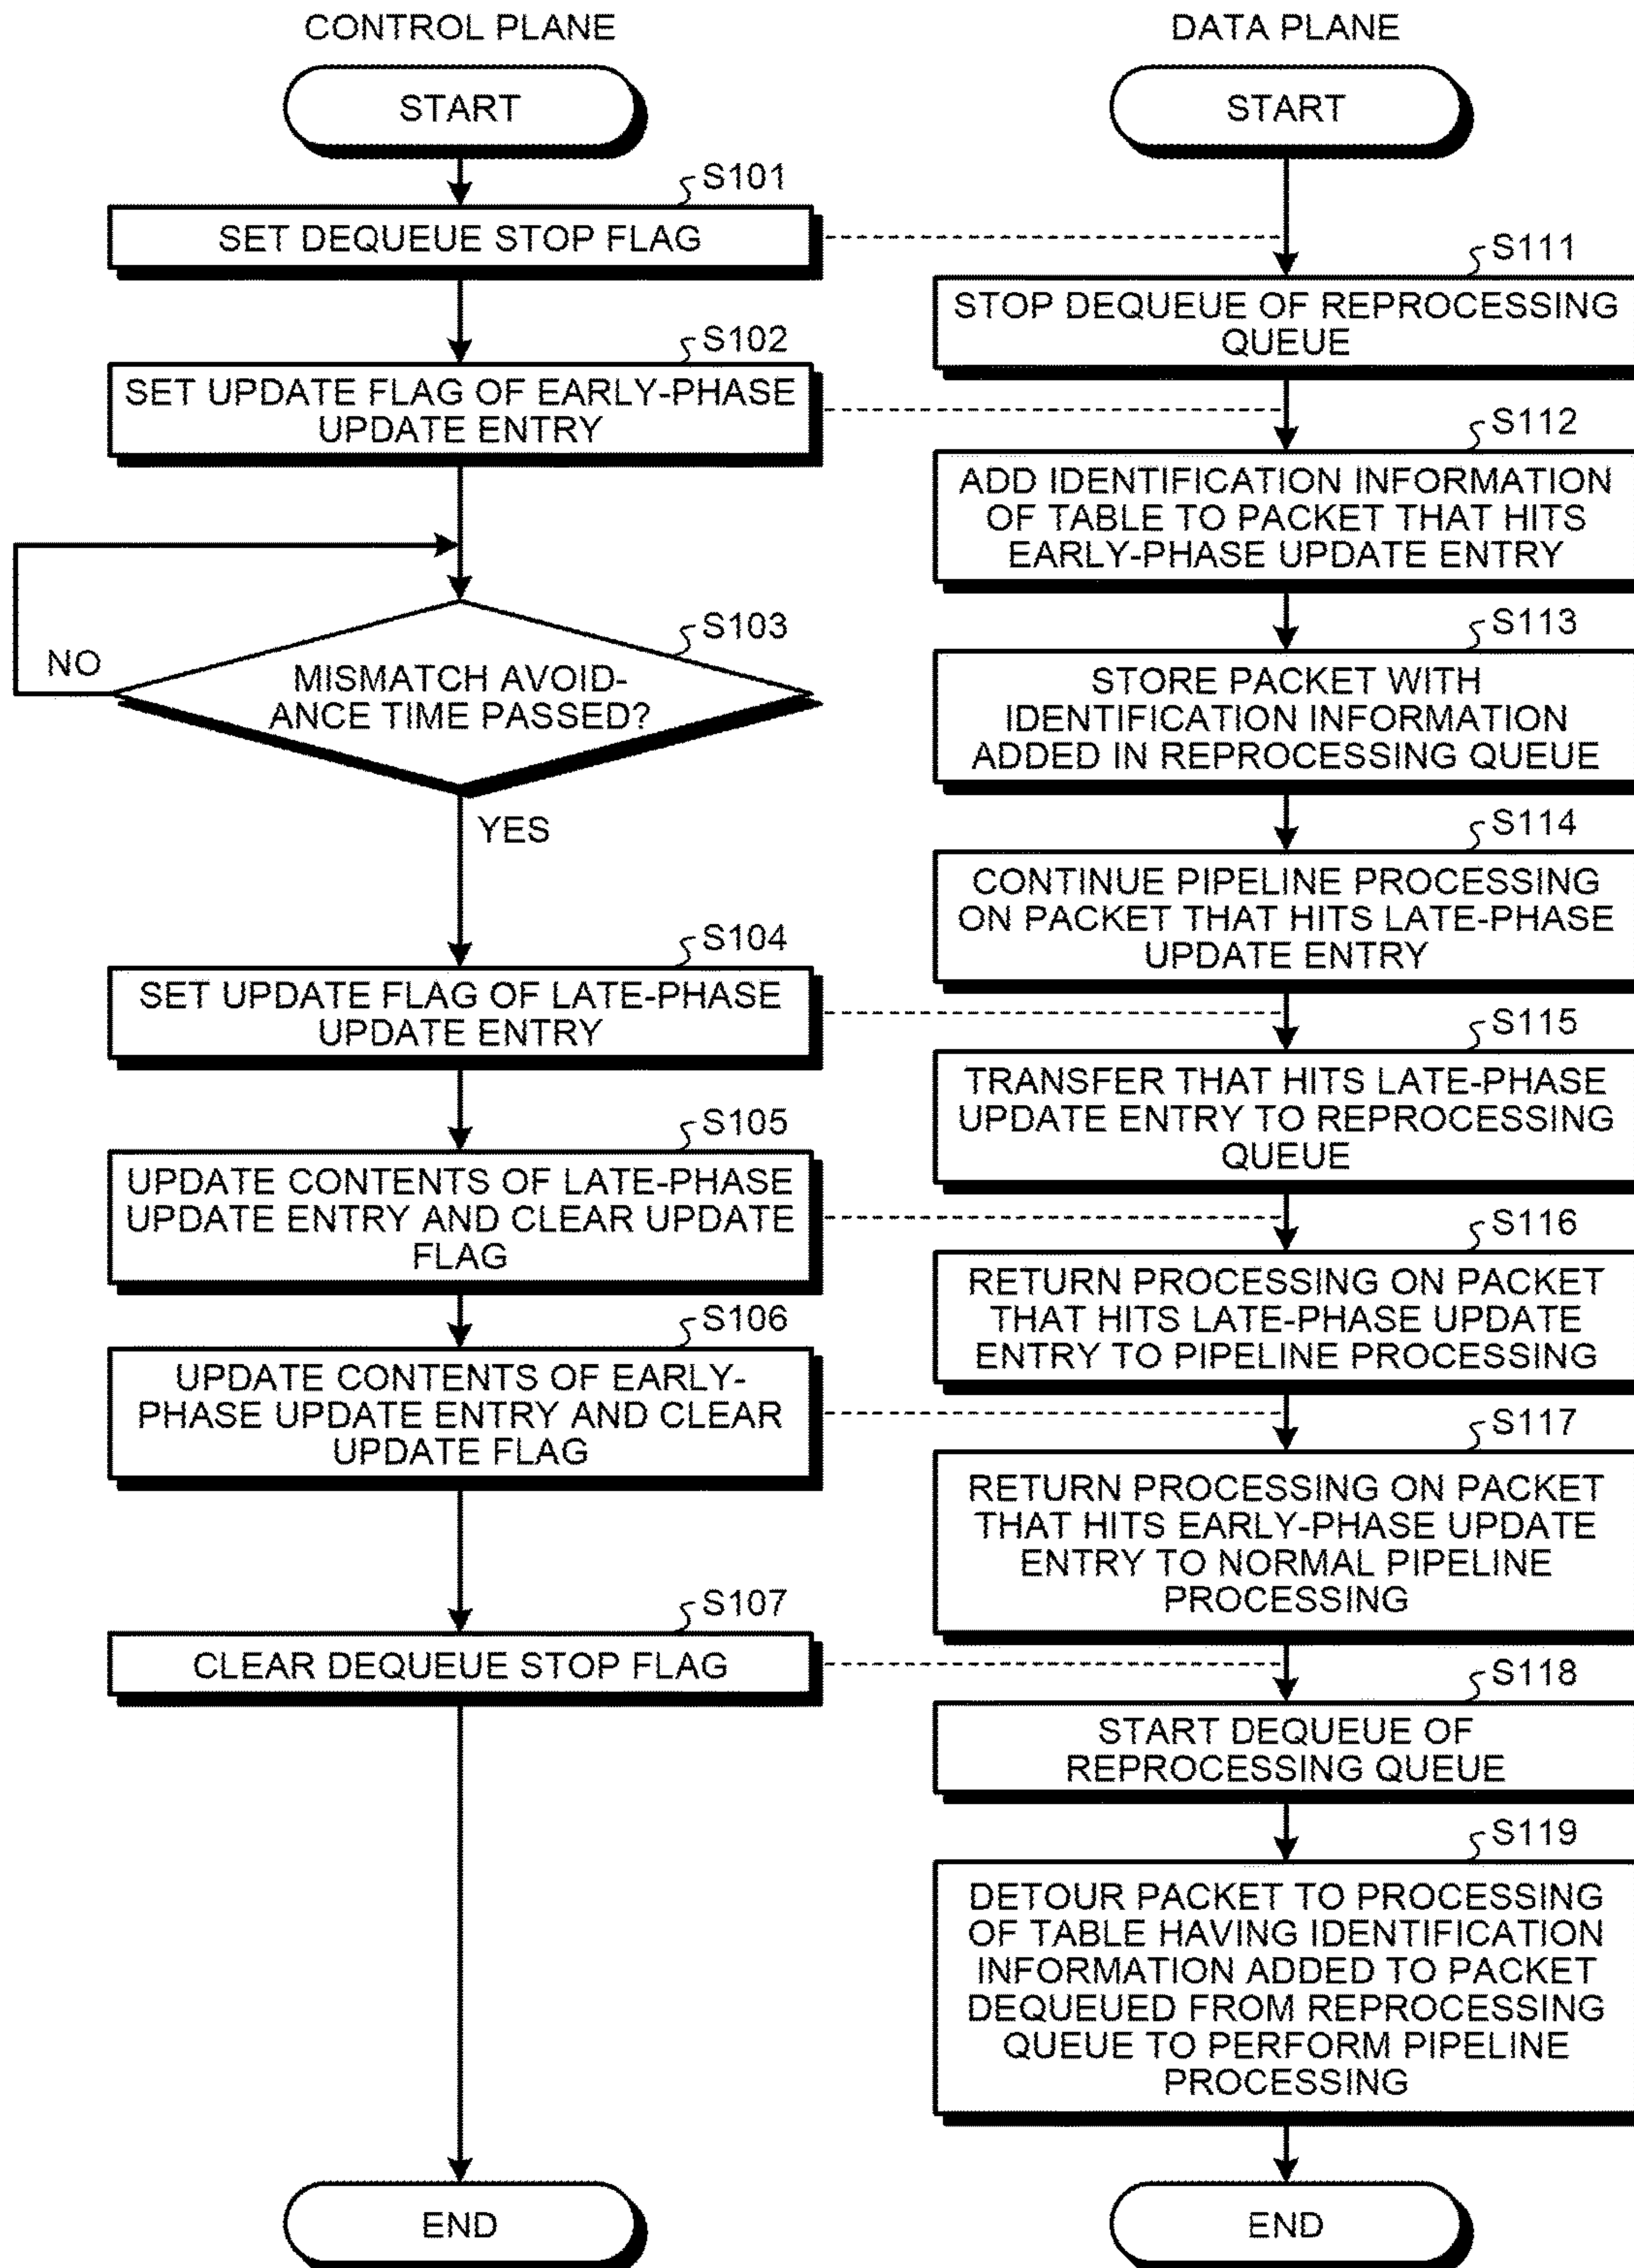 CONTROL PLANE
START
S101
SET DEQUEUE STOP FLAG
S102
SET UPDATE FLAG OF EARLY-PHASE
UPDATE ENTRY
S103
NO
MISMATCH AVOID-
ANCE TIME PASSED?
YES
S104
SET UPDATE FLAG OF LATE-PHASE
UPDATE ENTRY
S105
UPDATE CONTENTS OF LATE-PHASE
UPDATE ENTRY AND CLEAR UPDATE
FLAG
S106
UPDATE CONTENTS OF EARLY-
PHASE UPDATE ENTRY AND CLEAR
UPDATE FLAG
S107
CLEAR DEQUEUE STOP FLAG
END
DATA PLANE
START
S111
STOP DEQUEUE OF REPROCESSING
QUEUE
S112
ADD IDENTIFICATION INFORMATION
OF TABLE TO PACKET THAT HITS
EARLY-PHASE UPDATE ENTRY
S113
STORE PACKET WITH
IDENTIFICATION INFORMATION
ADDED IN REPROCESSING QUEUE
S114
CONTINUE PIPELINE PROCESSING
ON PACKET THAT HITS LATE-PHASE
UPDATE ENTRY
S115
TRANSFER THAT HITS LATE-PHASE
UPDATE ENTRY TO REPROCESSING
QUEUE
S116
RETURN PROCESSING ON PACKET
THAT HITS LATE-PHASE UPDATE
ENTRY TO PIPELINE PROCESSING
S117
RETURN PROCESSING ON PACKET
THAT HITS EARLY-PHASE UPDATE
ENTRY TO NORMAL PIPELINE
PROCESSING
S118
START DEQUEUE OF
REPROCESSING QUEUE
S119
DETOUR PACKET TO PROCESSING
OF TABLE HAVING IDENTIFICATION
INFORMATION ADDED TO PACKET
DEQUEUED FROM REPROCESSING
QUEUE TO PERFORM PIPELINE
PROCESSING
END